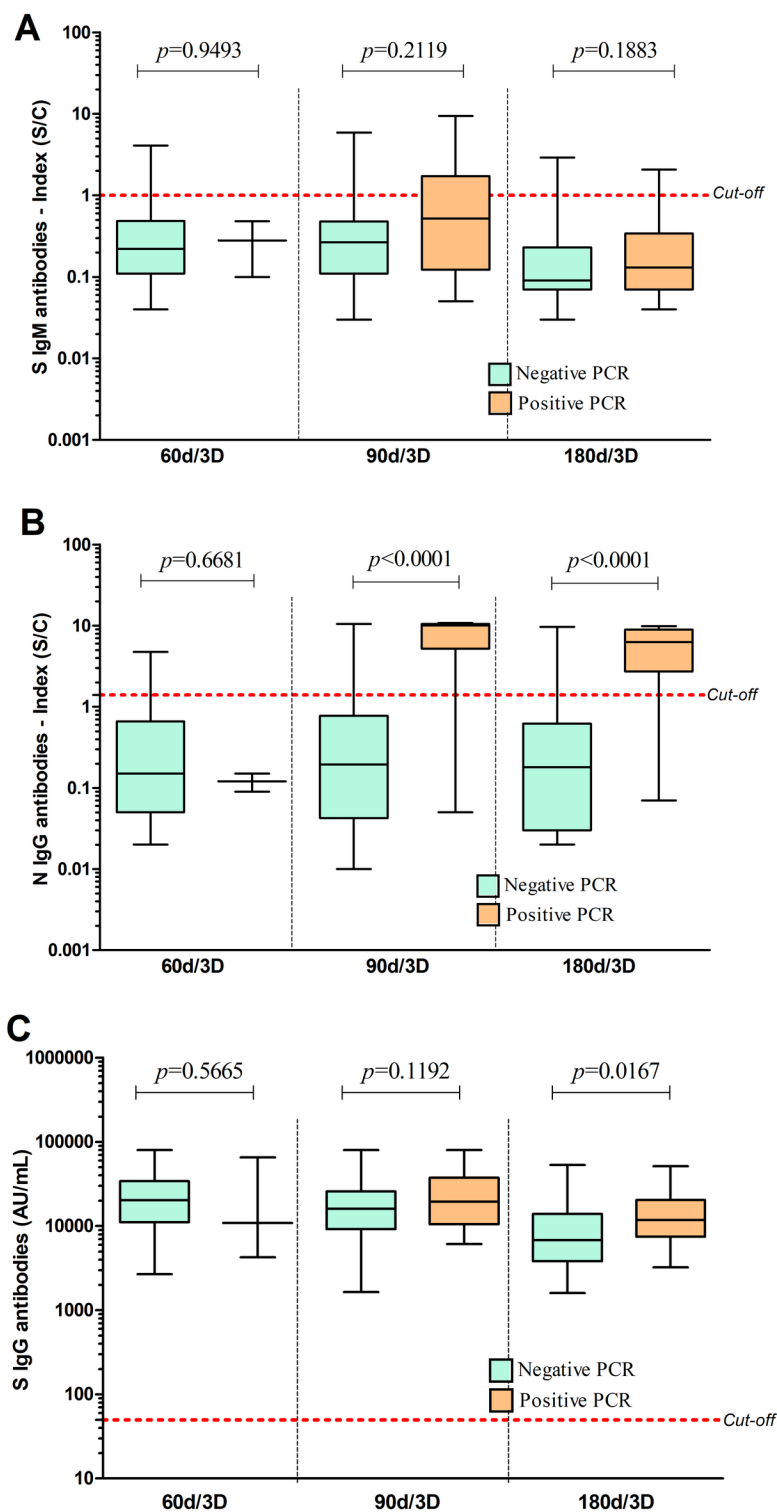 A
S IgM antibodies - Index (S/C)
100
10
1
0.1
0.01
0.001
p=0.9493
p=0.2119
p=0.1883
Cut-off
Negative PCR
Positive PCR
60d/3D
90d/3D
180d/3D
B
N IgG antibodies - Index (S/C)
100
10
1
0.1
0.01
0.001
p=0.6681
p<0.0001
p<0.0001
Cut-off
Negative PCR
Positive PCR
60d/3D
90d/3D
180d/3D
C
S IgG antibodies (AU/mL)
1000000
100000
10000
1000
100
10
p=0.5665
p=0.1192
p=0.0167
Negative PCR
Positive PCR
Cut-off
60d/3D
90d/3D
180d/3D